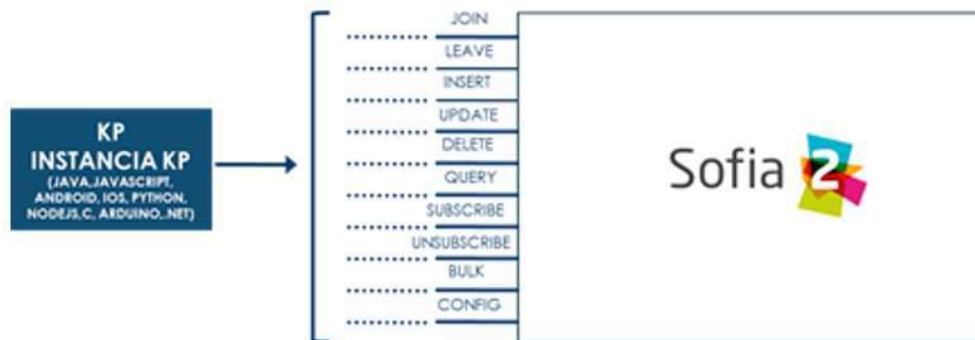 JOIN
LEAVE
INSERT
UPDATE
DELETE
QUERY
SUBSCRIBE
UNSUBSCRIBE
BULK
CONFIG
KP
INSTANCIA KP
(JAVA,JAVASCRIPT,
ANDROID, IOS, PYTHON,
NODEJS,C, ARDUINO,.NET)
Sofia 2